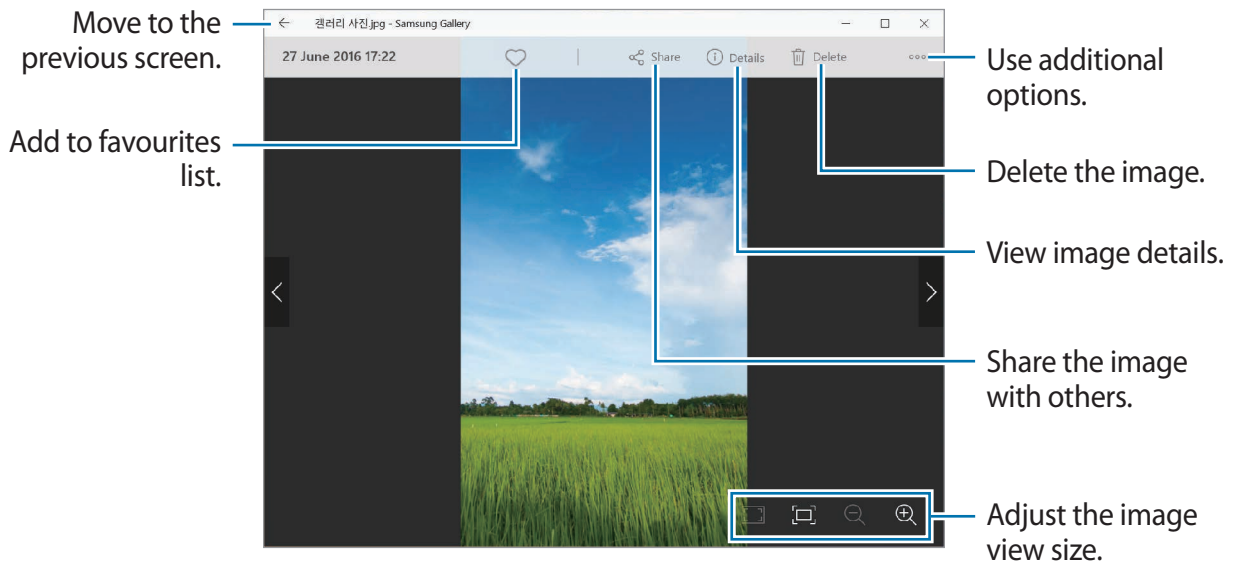 Move to the
previous screen.
갤러리 사진.jpg - Samsung Gallery
27 June 2016 17:22
Share
Details
Delete
Use additional
options.
Add to favourites
list.
Delete the image.
View image details.
Share the image
with others.
Adjust the image
view size.